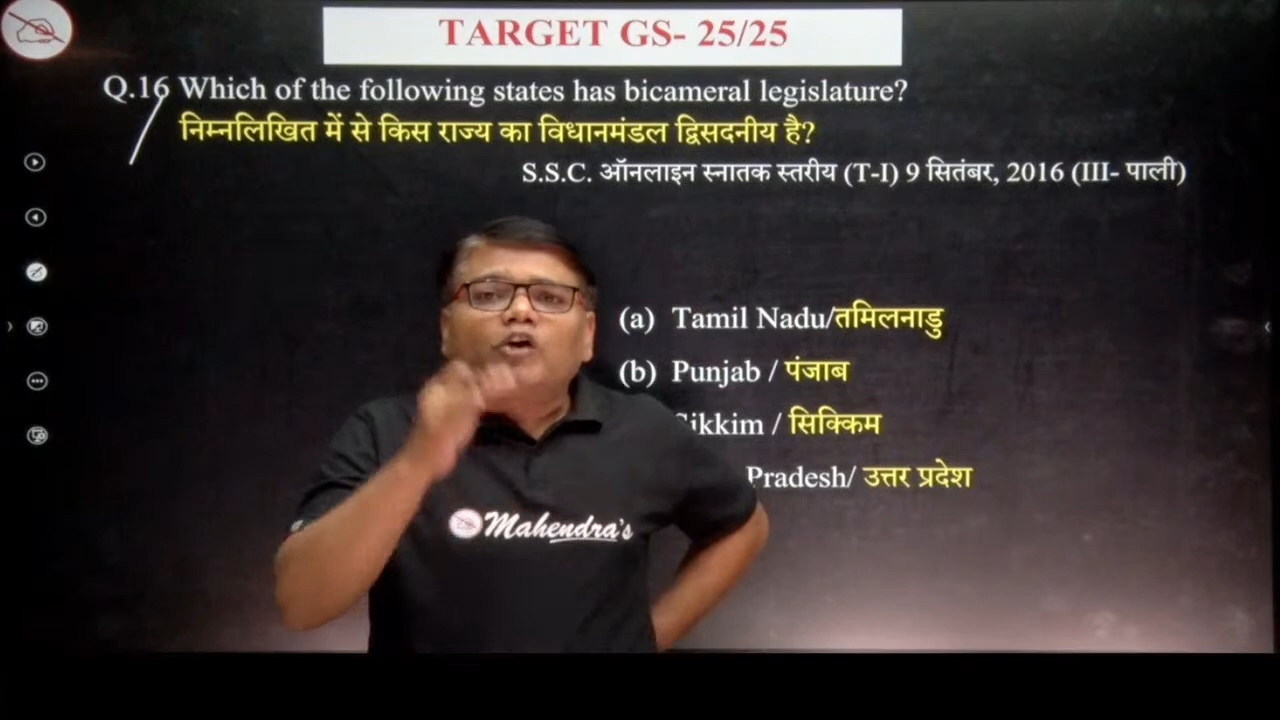 TARGET GS- 25/25
Q.16 Which of the following states has bicameral legislature?
निम्नलिखित में से किस राज्य का विधानमंडल द्विसदनीय है?
S.S.C. ऑनलाइन स्नातक स्तरीय (T-I) 9 सितंबर, 2016 (III- पाली)
(a) Tamil Nadu/तमिलनाडु
(b) Punjab / पंजाब
ikkim / सिक्किम
Pradesh/ उत्तर प्रदेश
Mahendra's